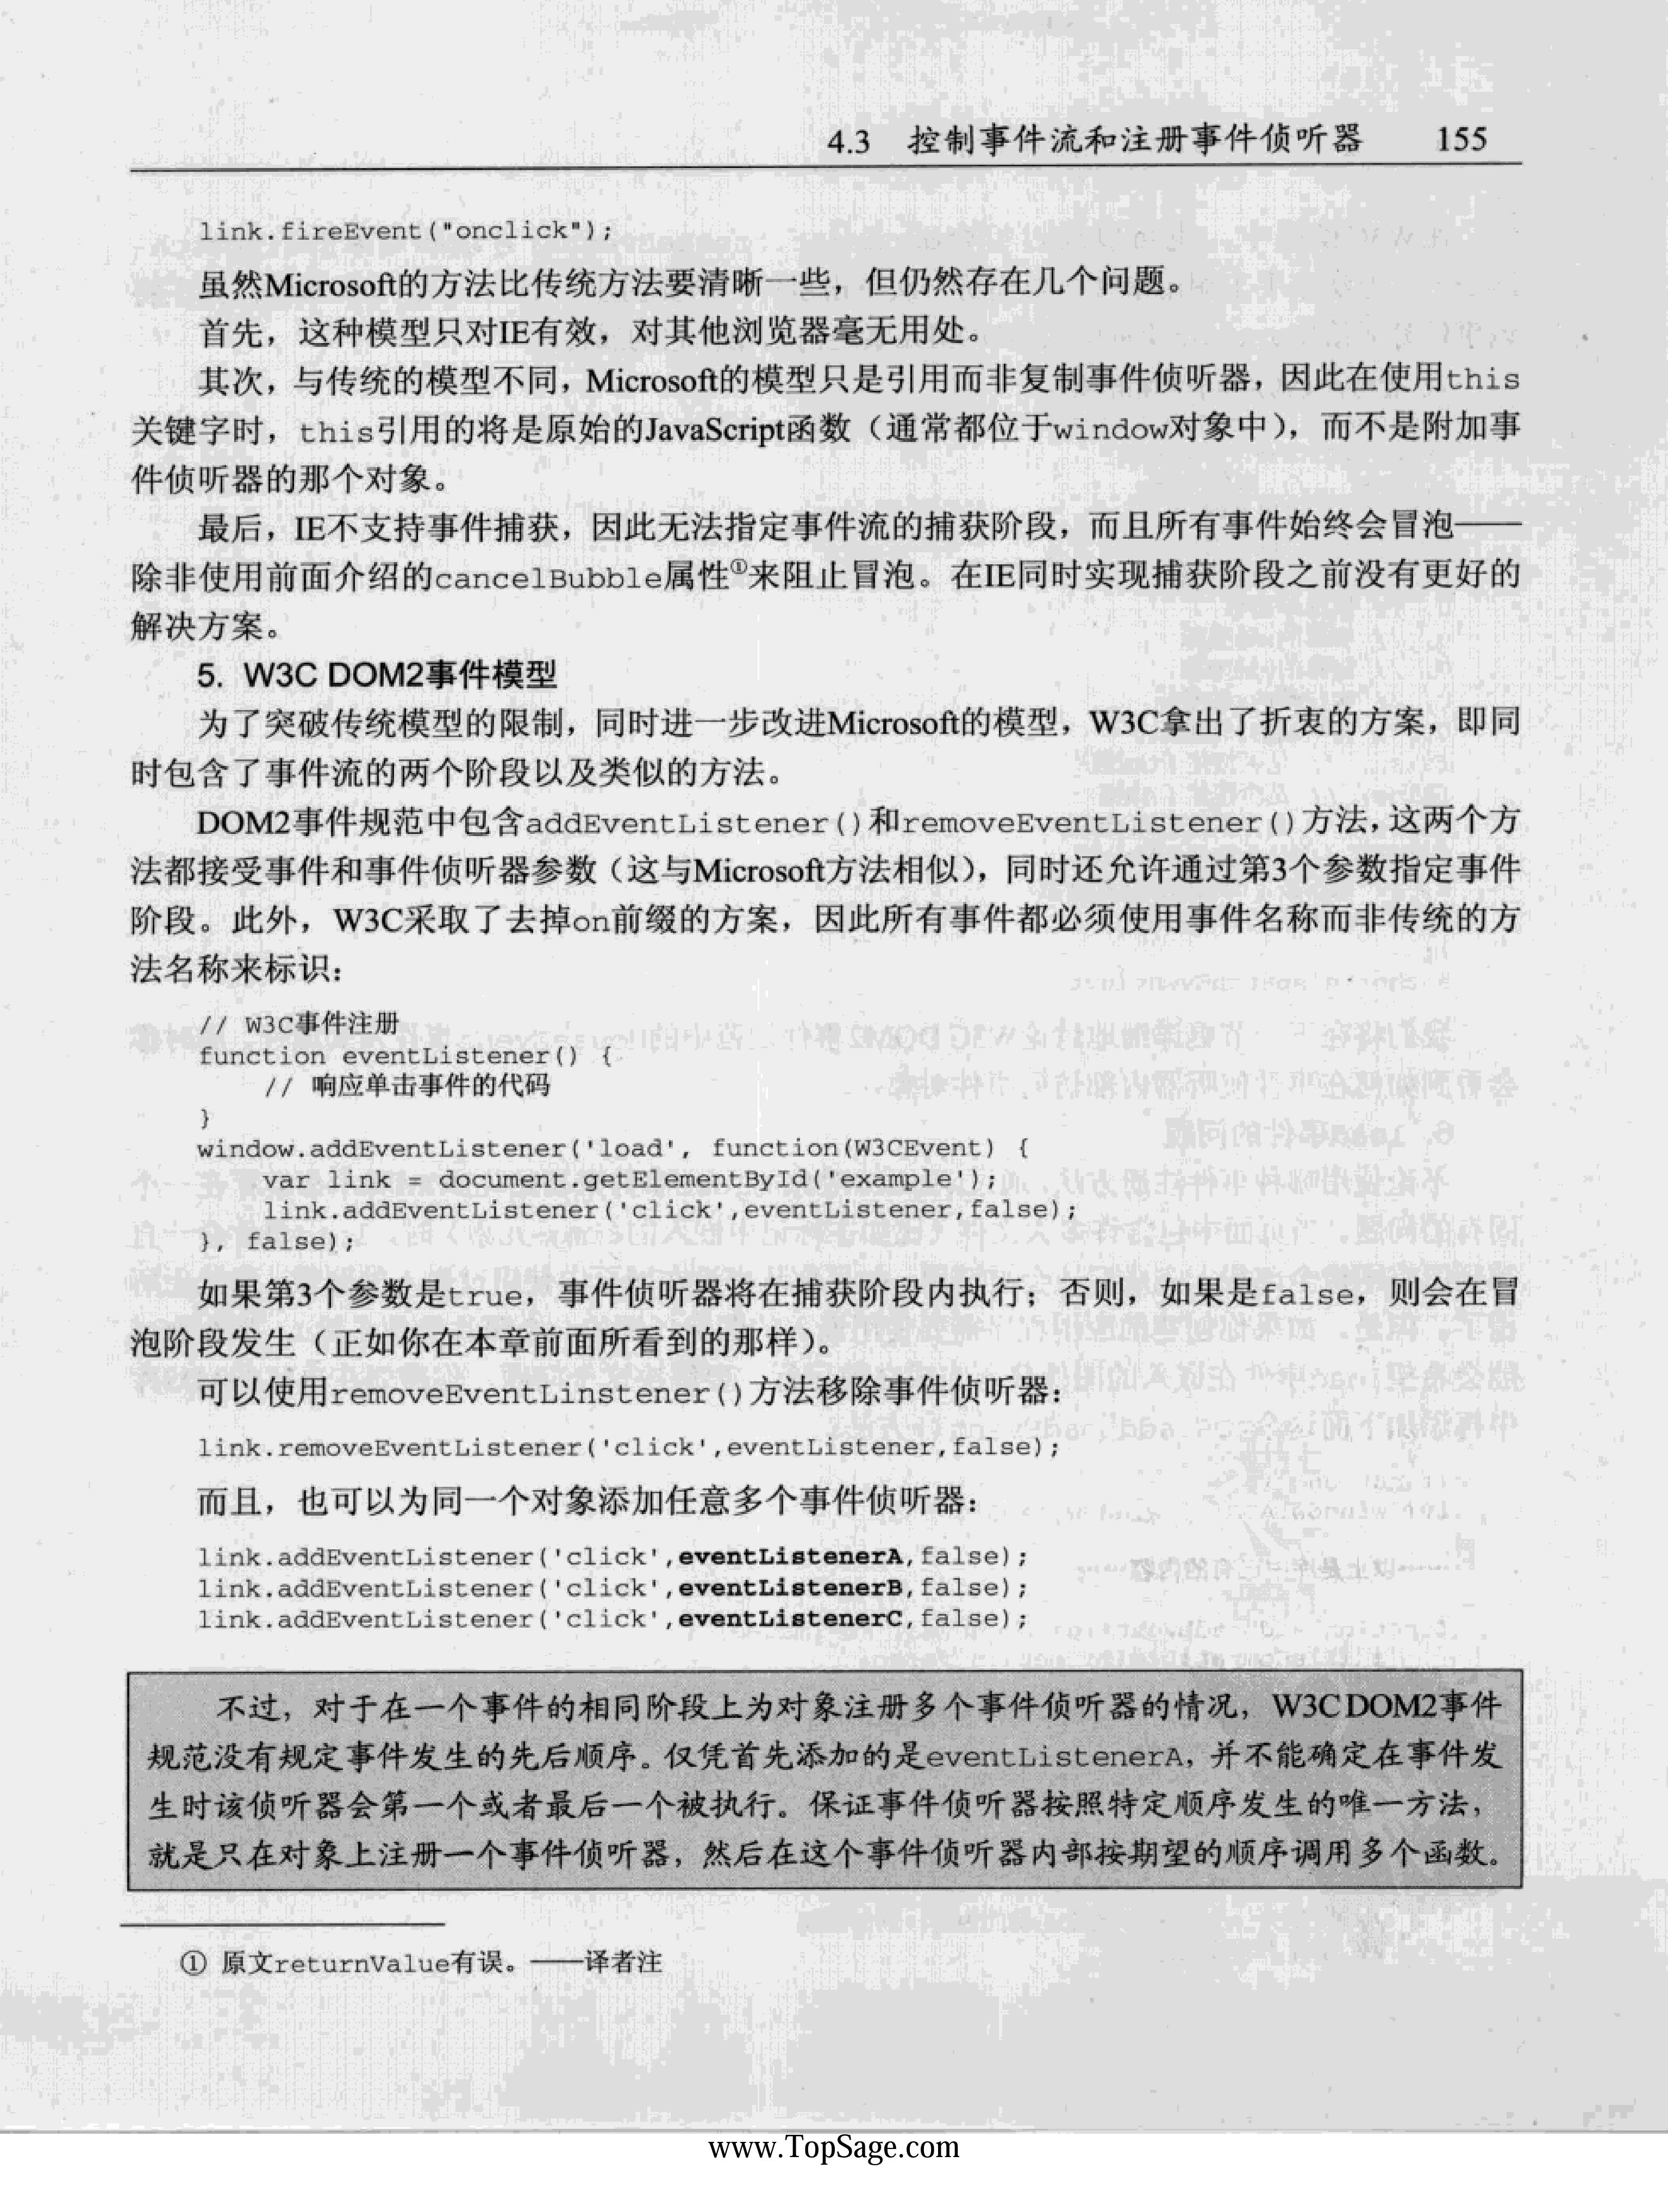 4.3 控制事件流和注册事件侦听器 155
link.fireEvent("onclick");
虽然Microsoft的方法比传统方法要清晰一些，但仍然存在几个问题。
首先，这种模型只对IE有效，对其他浏览器毫无用处。
其次，与传统的模型不同，Microsoft的模型只是引用而非复制事件侦听器，因此在使用this
关键字时，this引用的将是原始的JavaScript函数（通常都位于window对象中），而不是附加事
件侦听器的那个对象。
最后，IE不支持事件捕获，因此无法指定事件流的捕获阶段，而且所有事件始终会冒泡——
除非使用前面介绍的cancelBubble属性①来阻止冒泡。在IE同时实现捕获阶段之前没有更好的
解决方案。
5. W3C DOM2事件模型
为了突破传统模型的限制，同时进一步改进Microsoft的模型，W3C拿出了折衷的方案，即同
时包含了事件流的两个阶段以及类似的方法。
DOM2事件规范中包含addEventListener()和removeEventListener()方法，这两个方
法都接受事件和事件侦听器参数（这与Microsoft方法相似），同时还允许通过第3个参数指定事件
阶段。此外，W3C采取了去掉on前缀的方案，因此所有事件都必须使用事件名称而非传统的方
法名称来标识：
// W3C事件注册
function eventListener() {
    // 响应单击事件的代码
}
window.addEventListener('load', function(W3CEvent) {
    var link = document.getElementById('example');
    link.addEventListener('click',eventListener,false);
}, false);
如果第3个参数是true，事件侦听器将在捕获阶段内执行；否则，如果是false，则会在冒
泡阶段发生（正如你在本章前面所看到的那样）。
可以使用removeEventLinstener()方法移除事件侦听器：
link.removeEventListener('click',eventListener,false);
而且，也可以为同一个对象添加任意多个事件侦听器：
link.addEventListener('click',eventListenerA,false);
link.addEventListener('click',eventListenerB,false);
link.addEventListener('click',eventListenerC,false);
不过，对于在一个事件的相同阶段上为对象注册多个事件侦听器的情况，W3C DOM2事件
规范没有规定事件发生的先后顺序。仅凭首先添加的是eventListenerA，并不能确定在事件发
生时该侦听器会第一个或者最后一个被执行。保证事件侦听器按照特定顺序发生的唯一方法，
就是只在对象上注册一个事件侦听器，然后在这个事件侦听器内部按期望的顺序调用多个函数。
① 原文returnValue有误。——译者注
www.TopSage.com